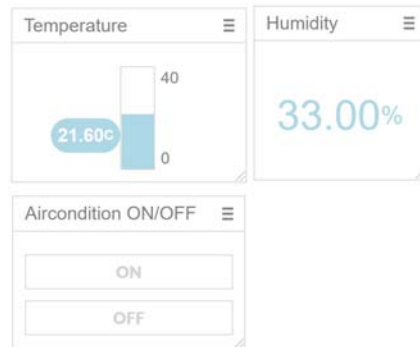 Temperature
40
21.60C
0
Humidity
33.00%
Aircondition ON/OFF
ON
OFF